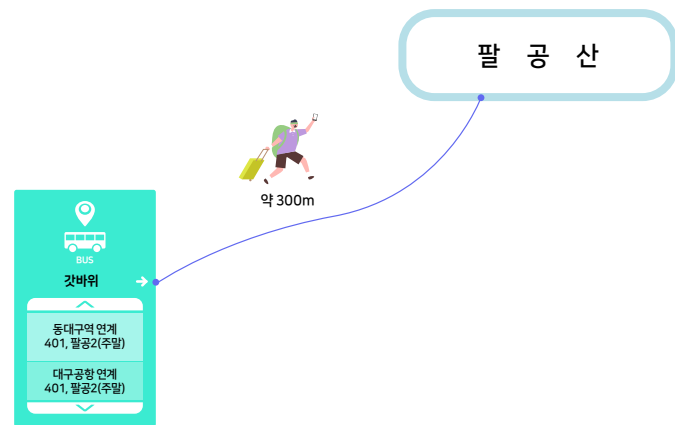 팔 공 산
약 300m
BUS
갓바위
동대구역 연계
401, 팔공2(주말)
대구공항 연계
401, 팔공2(주말)